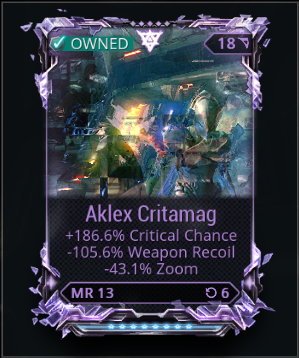 OWNED
18
Aklex Critamag
+186.6% Critical Chance
-105.6% Weapon Recoil
-43.1% Zoom
MR 13
6